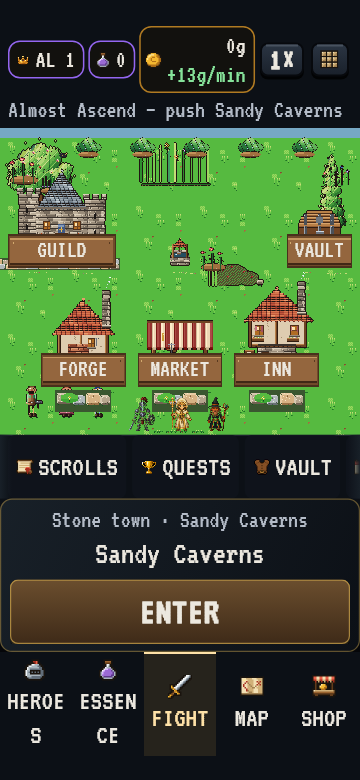 AL 1
0
0g
+13g/min
1X
Almost Ascend – push Sandy Caverns
GUILD
VAULT
FORGE
MARKET
INN
SCROLLS
QUESTS
VAULT
Stone town · Sandy Caverns
Sandy Caverns
ENTER
HEROE
S
ESSEN
CE
FIGHT
MAP
SHOP